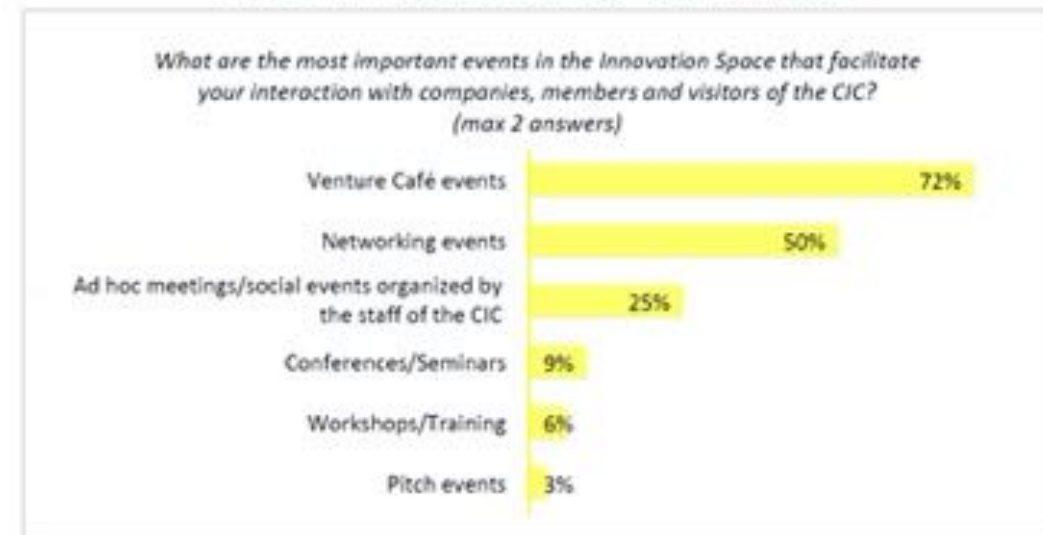 What are the most important events in the Innovation Space that facilitate
your interaction with companies, members and visitors of the CIC?
(max 2 answers)
Venture Café events 72%
Networking events 50%
Ad hoc meetings/social events organized by
the staff of the CIC 25%
Conferences/Seminars 9%
Workshops/Training 6%
Pitch events 3%